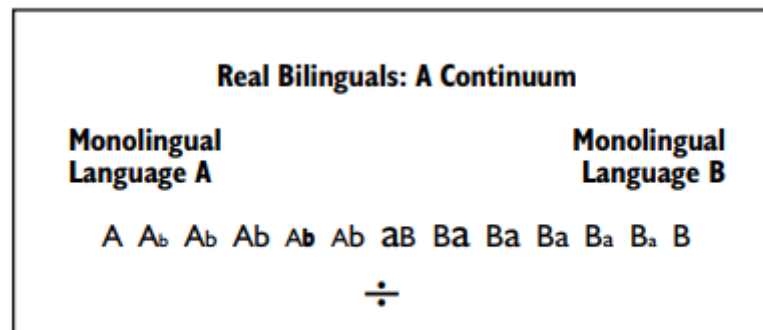 Real Bilinguals: A Continuum
Monolingual Monolingual
Language A Language B
A Ab Ab Ab Ab Ab aB Ba Ba Ba Ba Ba B
÷